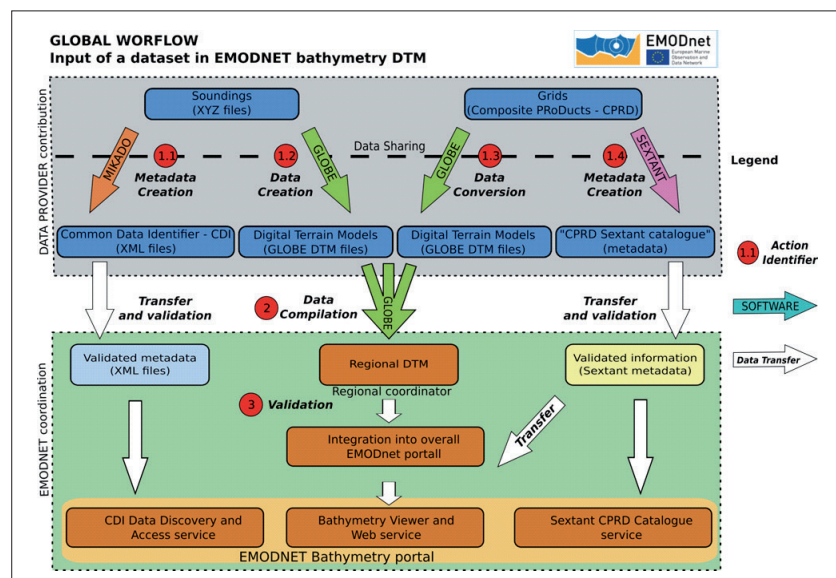 GLOBAL WORFLOW
Input of a dataset in EMODNET bathymetry DTM
EMODnet
European Marine
Observation and
Data Network
DATA PROVIDER contribution
Soundings
(XYZ files)
Grids
(Composite PRoDucts - CPRD)
Data Sharing
MIKADO
1.1
Metadata
Creation
1.2
Data
Creation
GLOBE
GLOBE
1.3
Data
Conversion
1.4
Metadata
Creation
SEXTANT
Common Data Identifier - CDI
(XML files)
Digital Terrain Models
(GLOBE DTM files)
Digital Terrain Models
(GLOBE DTM files)
"CPRD Sextant catalogue"
(metadata)
Legend
1.1
Action
Identifier
SOFTWARE
Data Transfer
Transfer
and validation
2
Data
Compilation
GLOBE
Transfer
and validation
EMODNET coordination
Validated metadata
(XML files)
Regional DTM
Regional coordinator
Validated information
(Sextant metadata)
3
Validation
Transfer
Integration into overall
EMODnet portall
CDI Data Discovery and
Access service
Bathymetry Viewer and
Web service
Sextant CPRD Catalogue
service
EMODNET Bathymetry portal